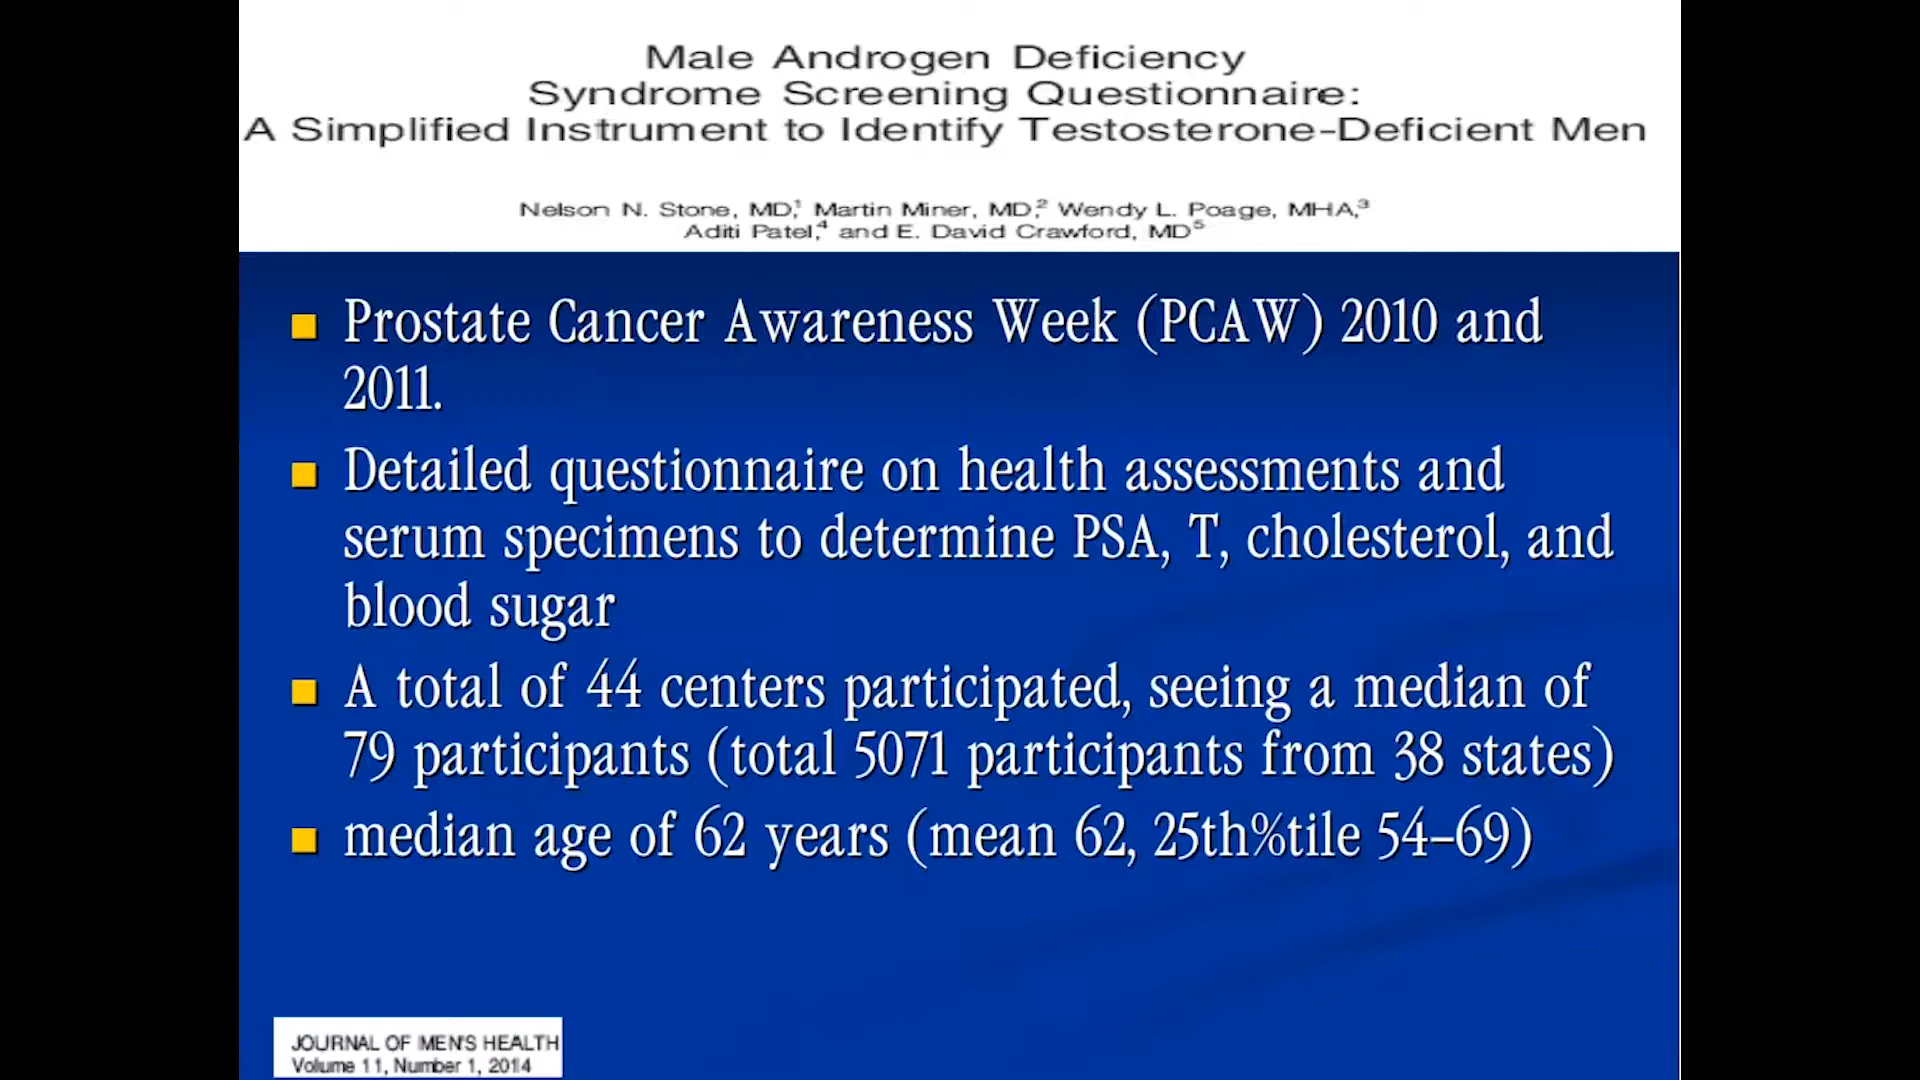 Male Androgen Deficiency
Syndrome Screening Questionnaire:
A Simplified Instrument to Identify Testosterone-Deficient Men
Nelson N. Stone, MD,1 Martin Miner, MD,2 Wendy L. Poage, MHA,3
Aditi Patel,4 and E. David Crawford, MD5
Prostate Cancer Awareness Week (PCAW) 2010 and
2011.
Detailed questionnaire on health assessments and
serum specimens to determine PSA, T, cholesterol, and
blood sugar
A total of 44 centers participated, seeing a median of
79 participants (total 5071 participants from 38 states)
median age of 62 years (mean 62, 25th%tile 54–69)
JOURNAL OF MEN'S HEALTH
Volume 11, Number 1, 2014